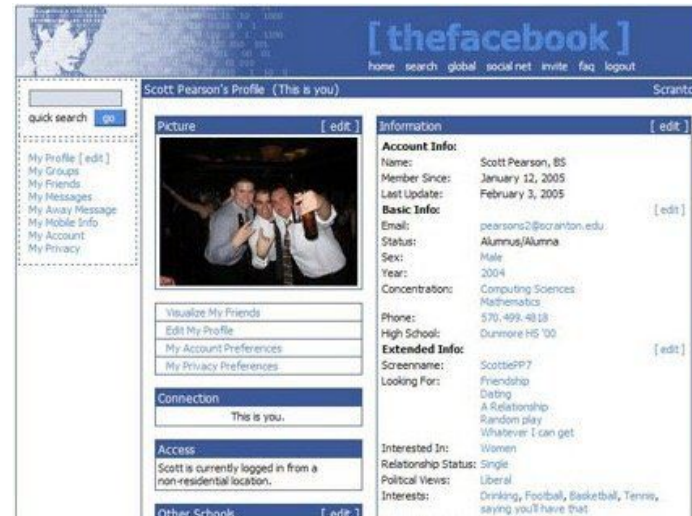 [ thefacebook ]
home search global social net invite faq logout
Scott Pearson's Profile (This is you)
Scranto
quick search go
My Profile [ edit ]
My Groups
My Friends
My Messages
My Away Message
My Mobile Info
My Account
My Privacy
Picture [ edit ]
Visualize My Friends
Edit My Profile
My Account Preferences
My Privacy Preferences
Connection
This is you.
Access
Scott is currently logged in from a
non-residential location.
Other Schools [ edit ]
Information [ edit ]
Account Info:
Name: Scott Pearson, BS
Member Since: January 12, 2005
Last Update: February 3, 2005
Basic Info: [edit]
Email: pearsons2@scranton.edu
Status: Alumnus/Alumna
Sex: Male
Year: 2004
Concentration: Computing Sciences
Mathematics
Phone: 570.499.4818
High School: Dunmore HS '00
Extended Info: [edit]
Screenname: ScottiePP7
Looking For: Friendship
Dating
A Relationship
Random play
Whatever I can get
Interested In: Women
Relationship Status: Single
Political Views: Liberal
Interests: Drinking, Football, Basketball, Tennis,
saying you'll have that